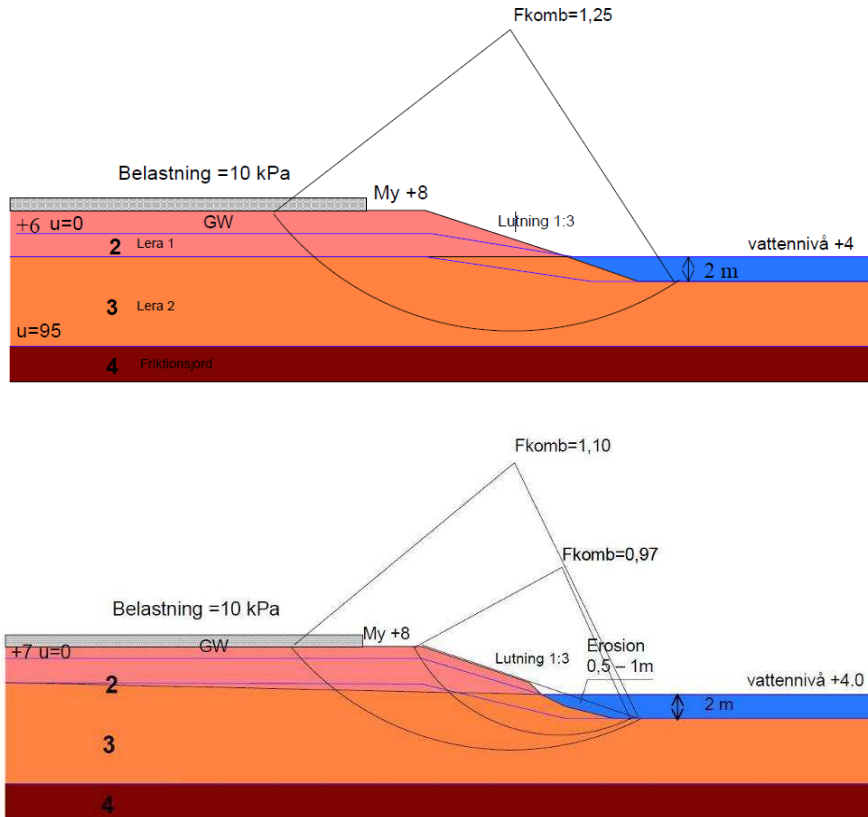 Fkomb=1,25
Belastning =10 kPa
My +8
+6 u=0
GW
Lutning 1:3
2 Lera 1
vattennivå +4
2 m
3 Lera 2
u=95
4 Friktionsjord
Fkomb=1,10
Fkomb=0,97
Belastning =10 kPa
My +8
+7 u=0
GW
Lutning 1:3
Erosion
0,5 – 1m
2
vattennivå +4.0
2 m
3
4